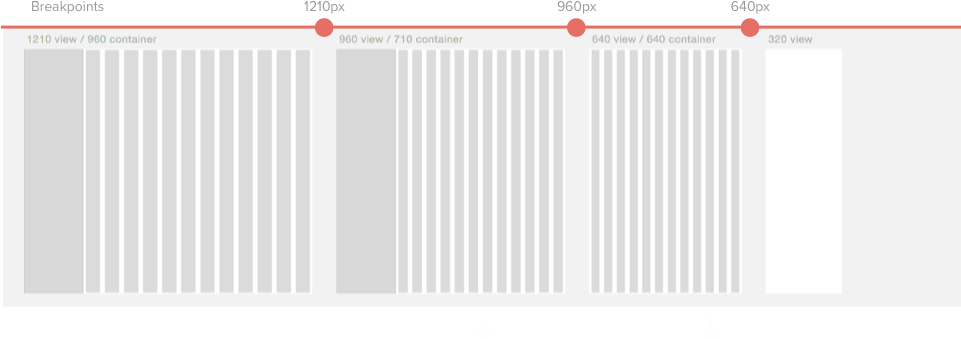 Breakpoints 1210px 960px 640px
1210 view / 960 container 960 view / 710 container 640 view / 640 container 320 view